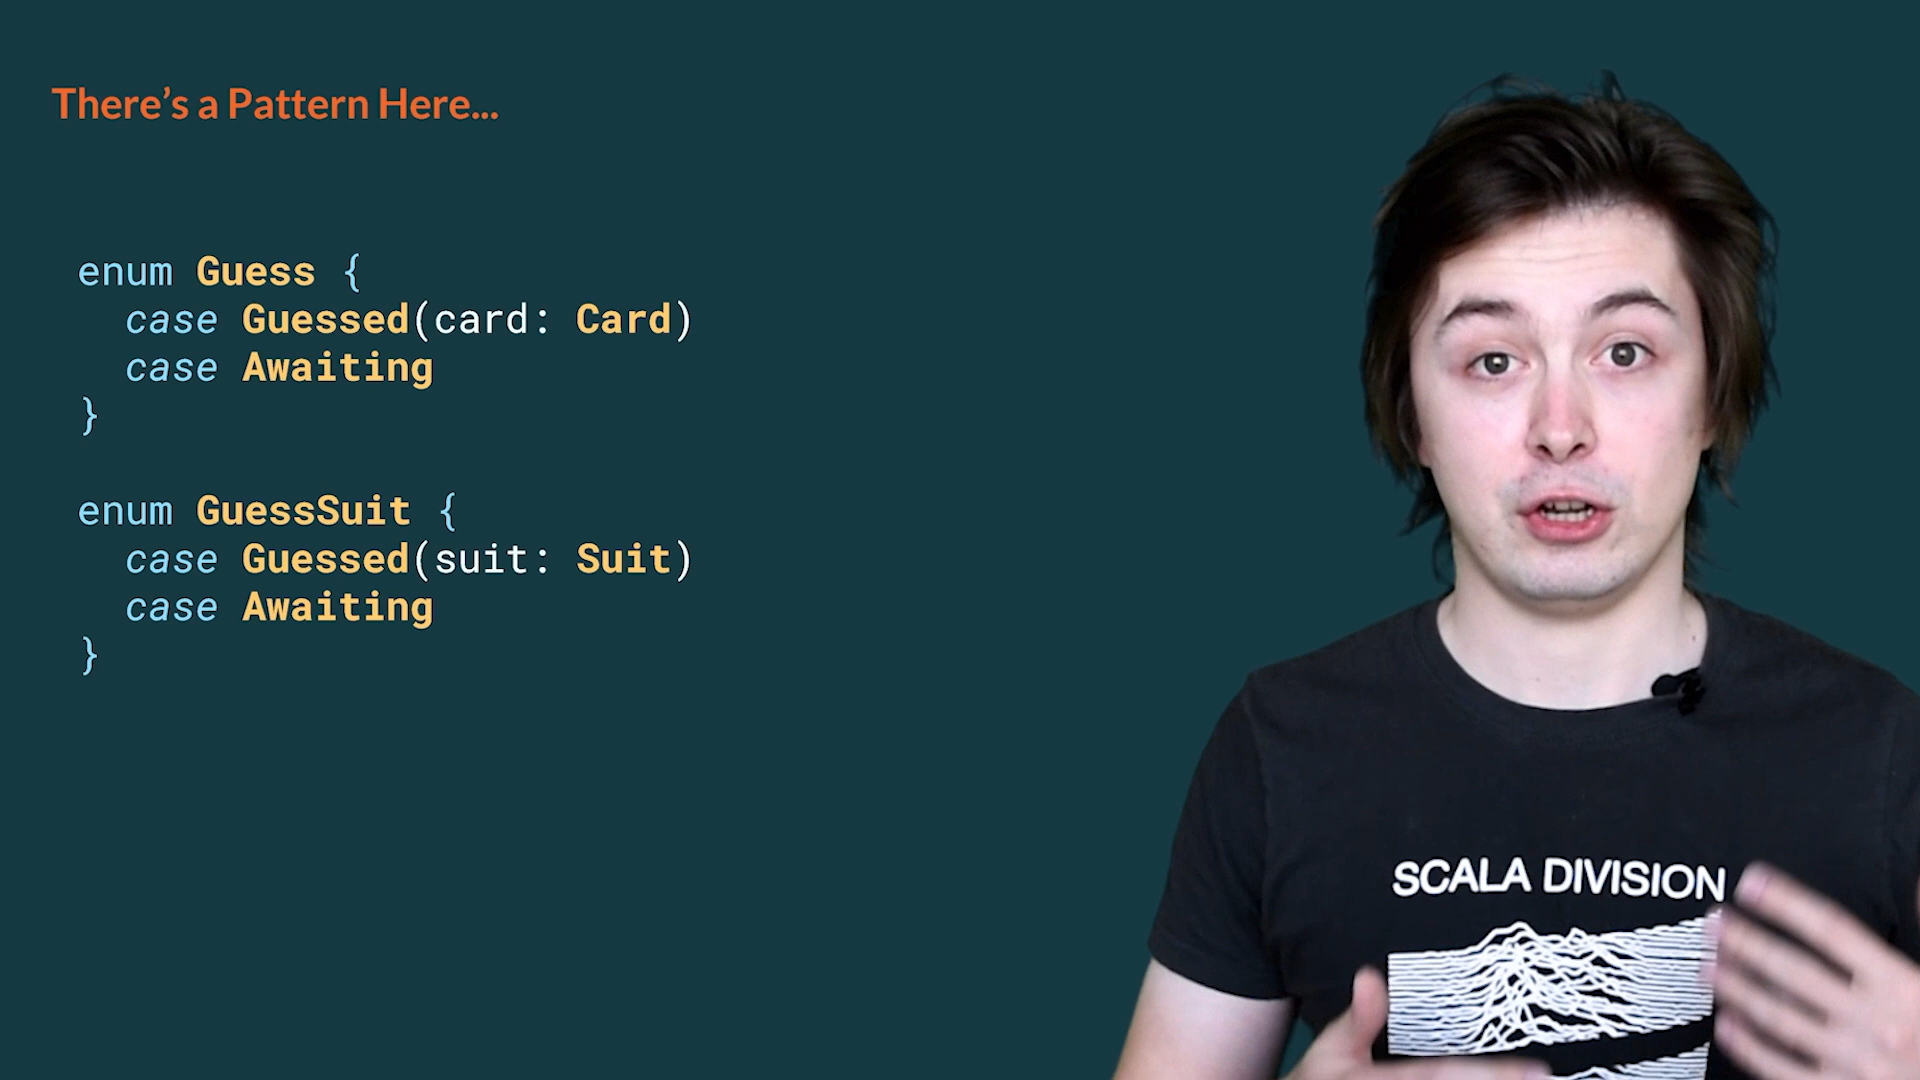 There’s a Pattern Here...
enum Guess {
case Guessed(card: Card)
case Awaiting
}
enum GuessSuit {
case Guessed(suit: Suit)
case Awaiting
}
SCALA DIVISION